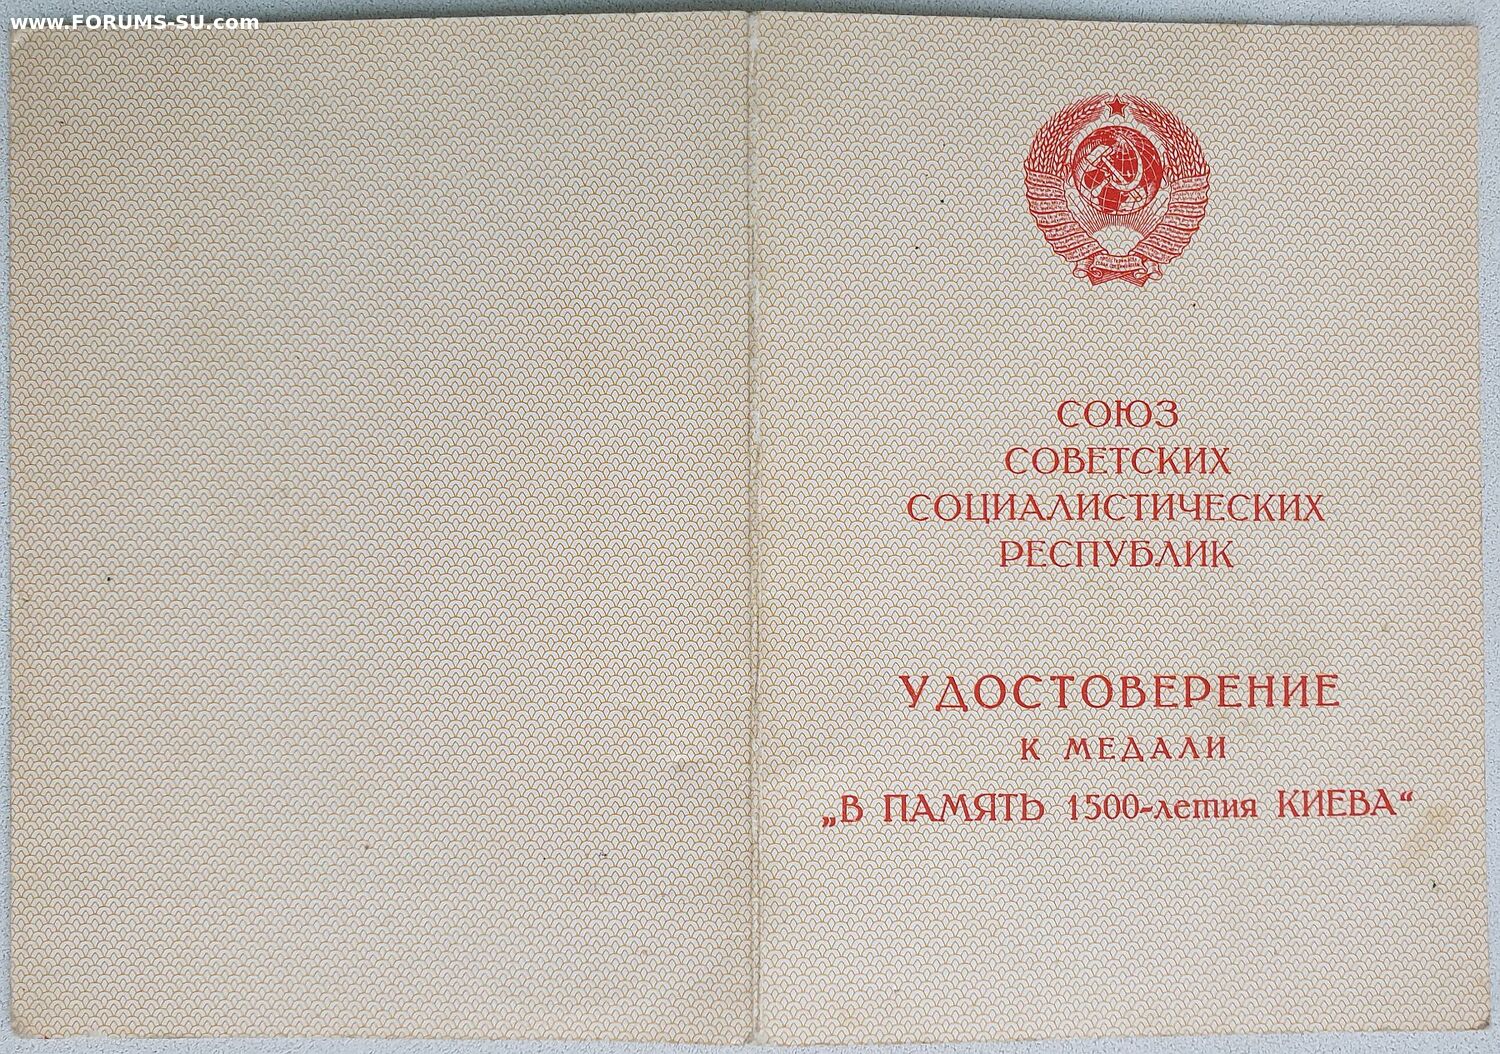 www.FORUMS-SU.com
СОЮЗ
СОВЕТСКИХ
СОЦИАЛИСТИЧЕСКИХ
РЕСПУБЛИК
УДОСТОВЕРЕНИЕ
К МЕДАЛИ
„В ПАМЯТЬ 1500-летия КИЕВА“